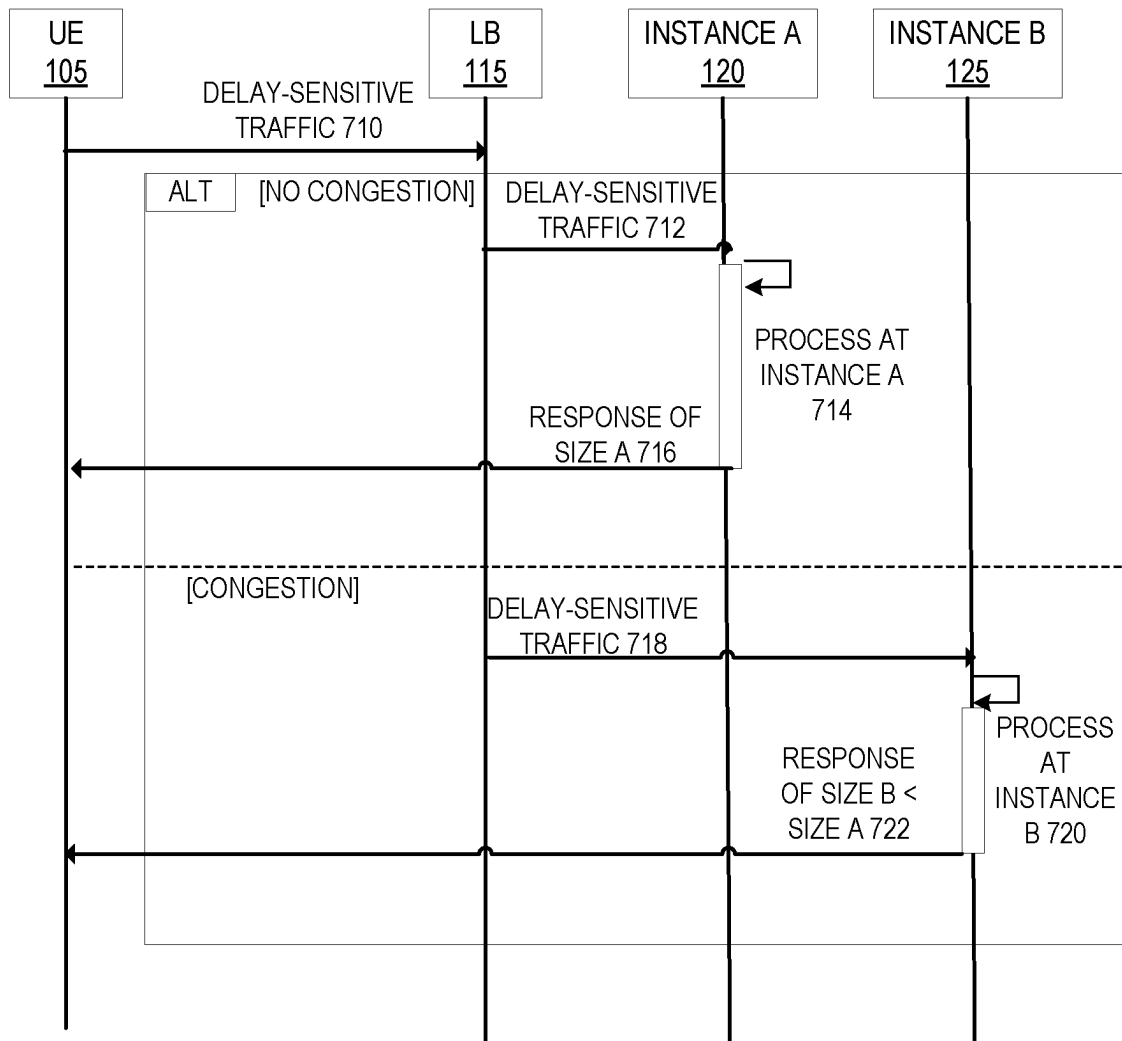 UE
105
LB
115
INSTANCE A
120
INSTANCE B
125
DELAY-SENSITIVE
TRAFFIC 710
ALT
[NO CONGESTION]
DELAY-SENSITIVE
TRAFFIC 712
PROCESS AT
INSTANCE A
714
RESPONSE OF
SIZE A 716
[CONGESTION]
DELAY-SENSITIVE
TRAFFIC 718
PROCESS
AT
INSTANCE
B 720
RESPONSE
OF SIZE B <
SIZE A 722